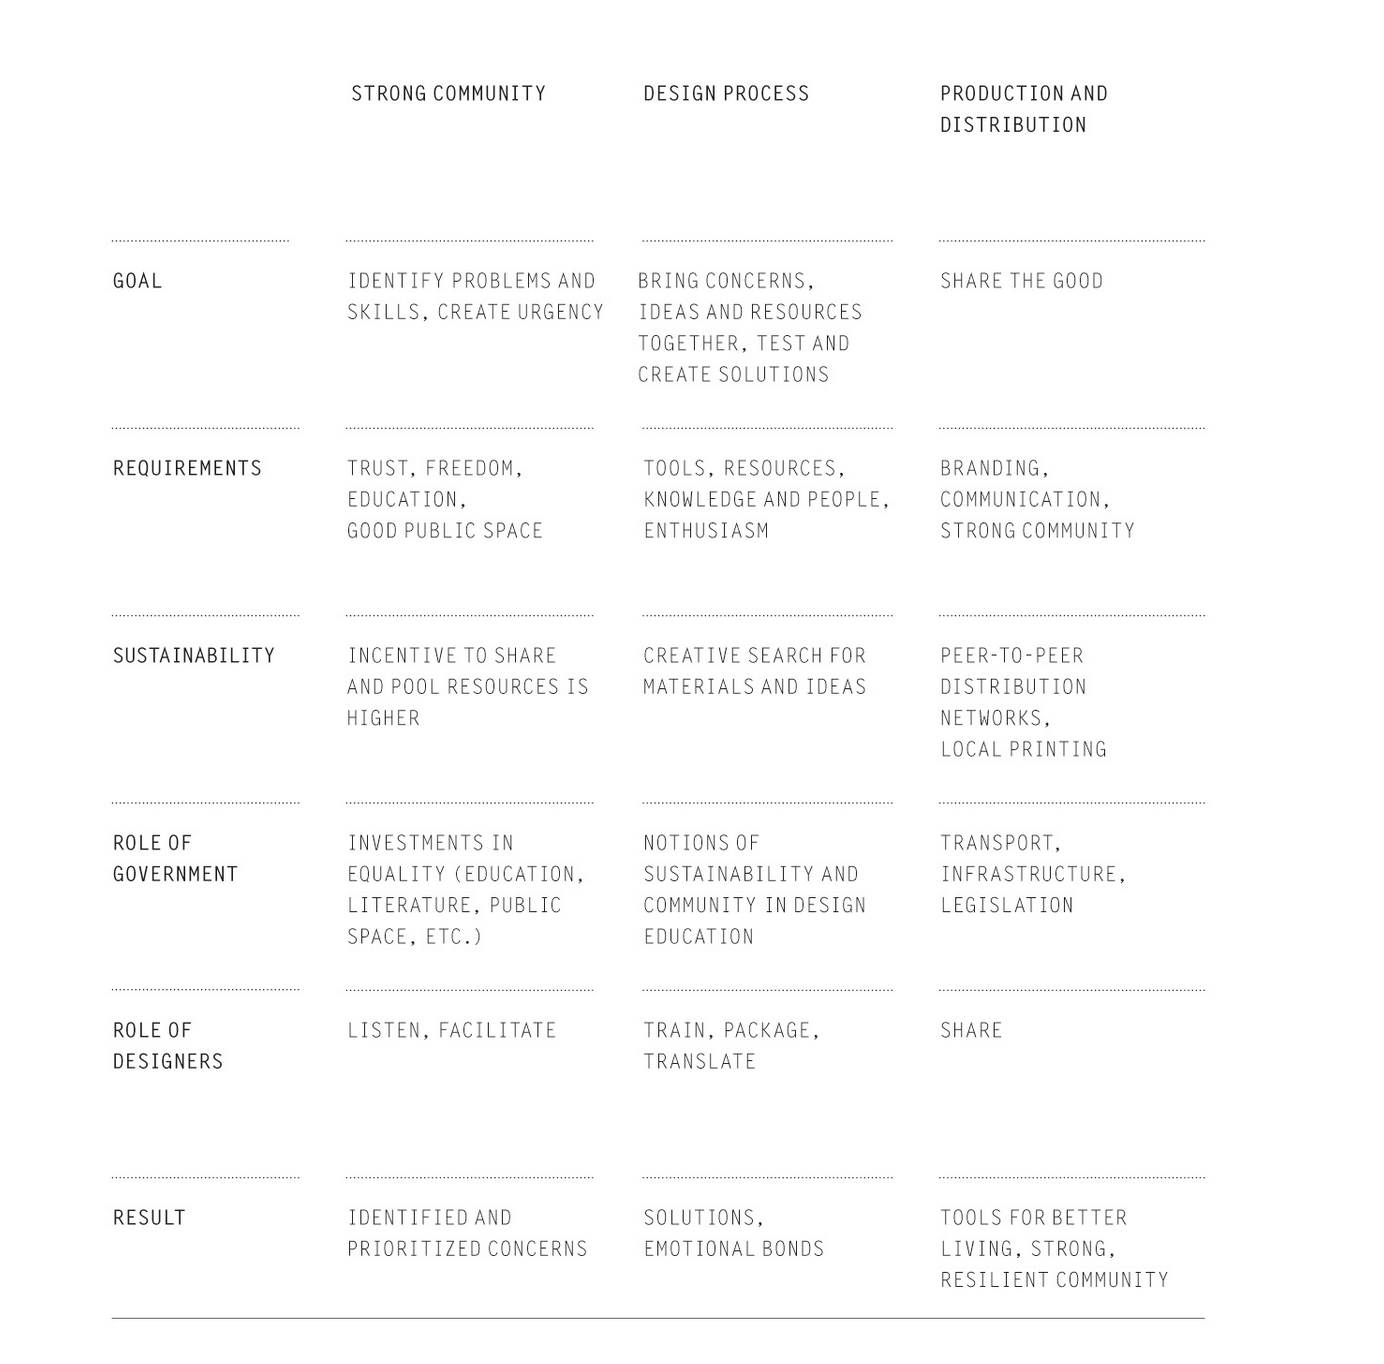 STRONG COMMUNITY
DESIGN PROCESS
PRODUCTION AND
DISTRIBUTION
GOAL
IDENTIFY PROBLEMS AND
SKILLS, CREATE URGENCY
BRING CONCERNS,
IDEAS AND RESOURCES
TOGETHER, TEST AND
CREATE SOLUTIONS
SHARE THE GOOD
REQUIREMENTS
TRUST, FREEDOM,
EDUCATION,
GOOD PUBLIC SPACE
TOOLS, RESOURCES,
KNOWLEDGE AND PEOPLE,
ENTHUSIASM
BRANDING,
COMMUNICATION,
STRONG COMMUNITY
SUSTAINABILITY
INCENTIVE TO SHARE
AND POOL RESOURCES IS
HIGHER
CREATIVE SEARCH FOR
MATERIALS AND IDEAS
PEER-TO-PEER
DISTRIBUTION
NETWORKS,
LOCAL PRINTING
ROLE OF
GOVERNMENT
INVESTMENTS IN
EQUALITY (EDUCATION,
LITERATURE, PUBLIC
SPACE, ETC.)
NOTIONS OF
SUSTAINABILITY AND
COMMUNITY IN DESIGN
EDUCATION
TRANSPORT,
INFRASTRUCTURE,
LEGISLATION
ROLE OF
DESIGNERS
LISTEN, FACILITATE
TRAIN, PACKAGE,
TRANSLATE
SHARE
RESULT
IDENTIFIED AND
PRIORITIZED CONCERNS
SOLUTIONS,
EMOTIONAL BONDS
TOOLS FOR BETTER
LIVING, STRONG,
RESILIENT COMMUNITY